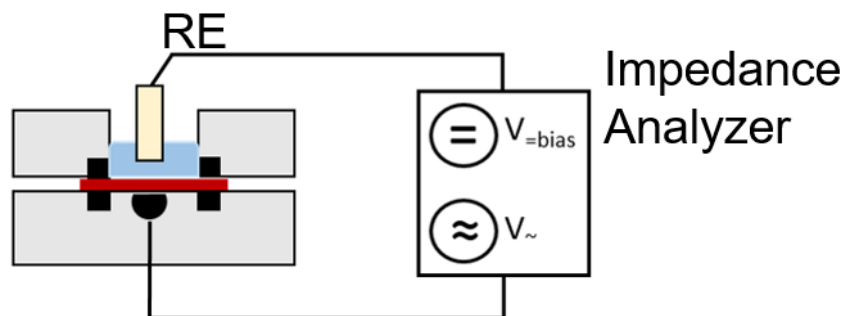 RE
Impedance
Analyzer
= V=bias
≈ V~